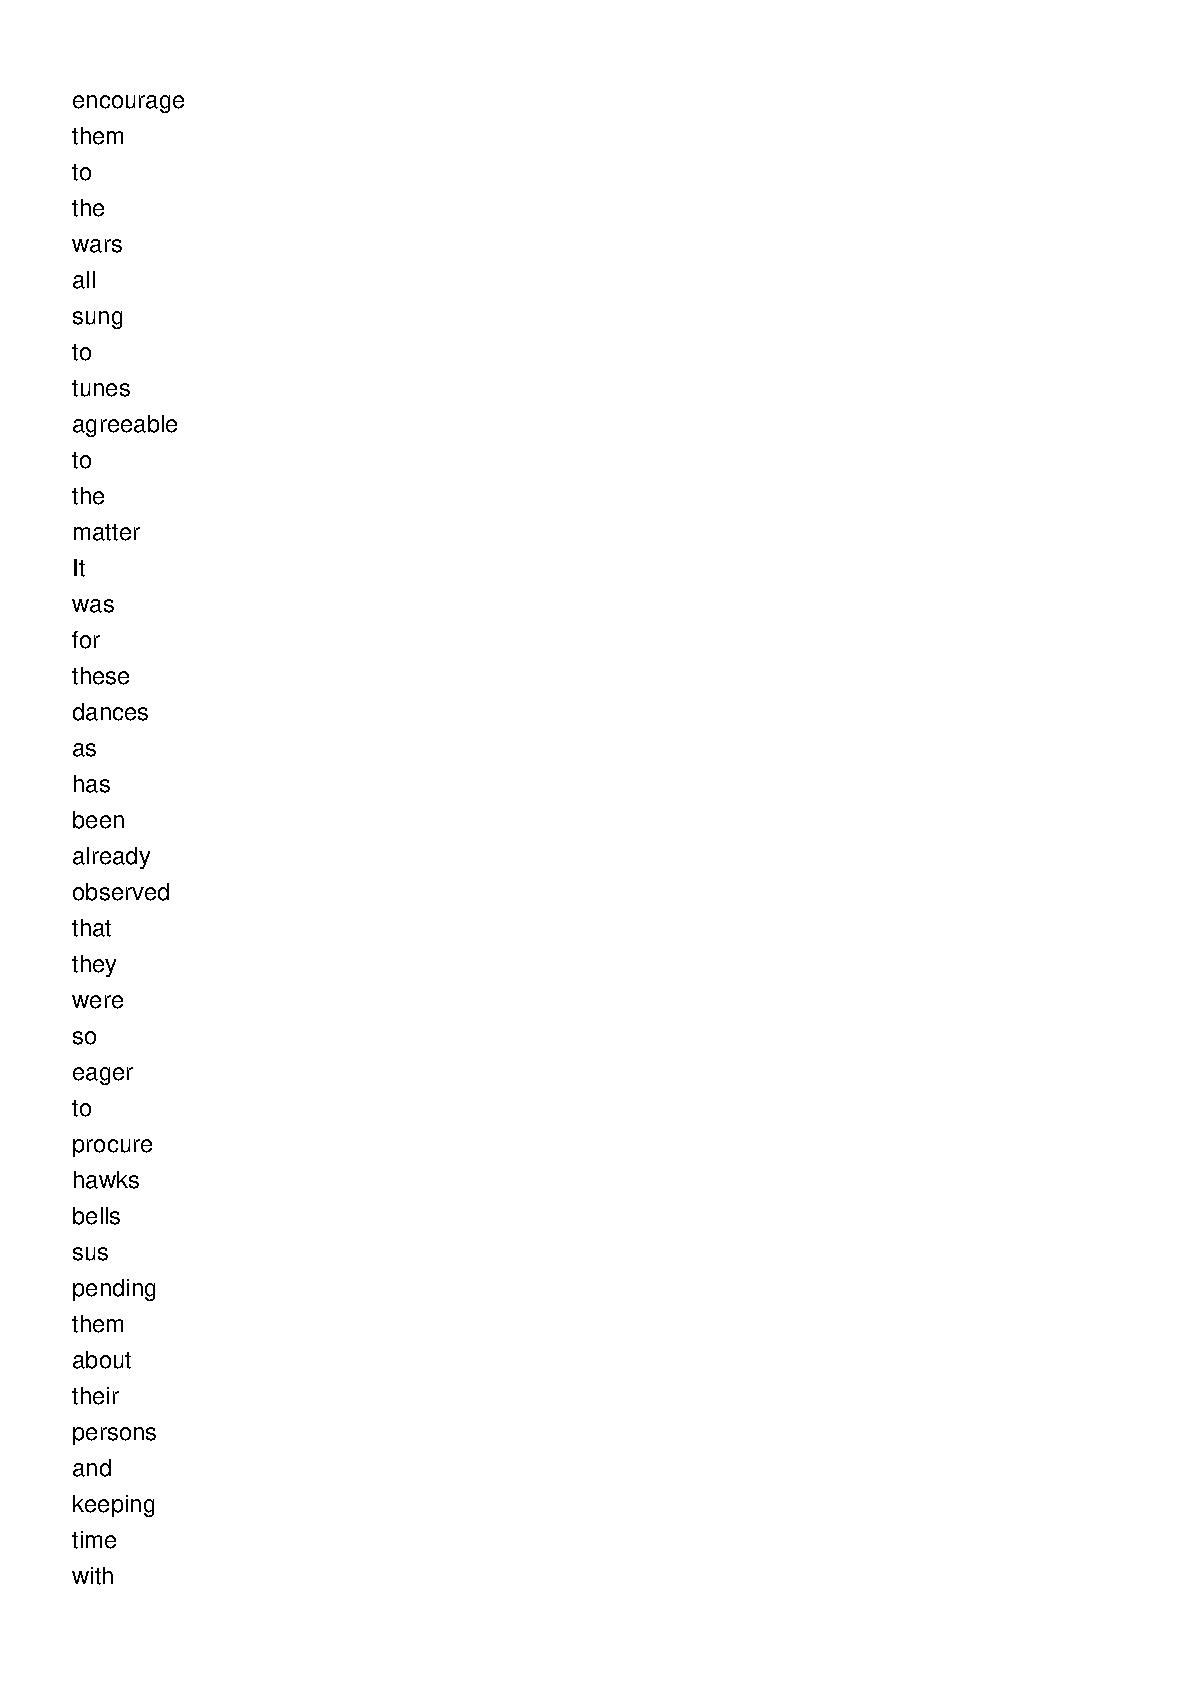 encourage
them
to
the
wars
all
sung
to
tunes
agreeable
to
the
matter
It
was
for
these
dances
as
has
been
already
observed
that
they
were
so
eager
to
procure
hawks
bells
sus
pending
them
about
their
persons
and
keeping
time
with